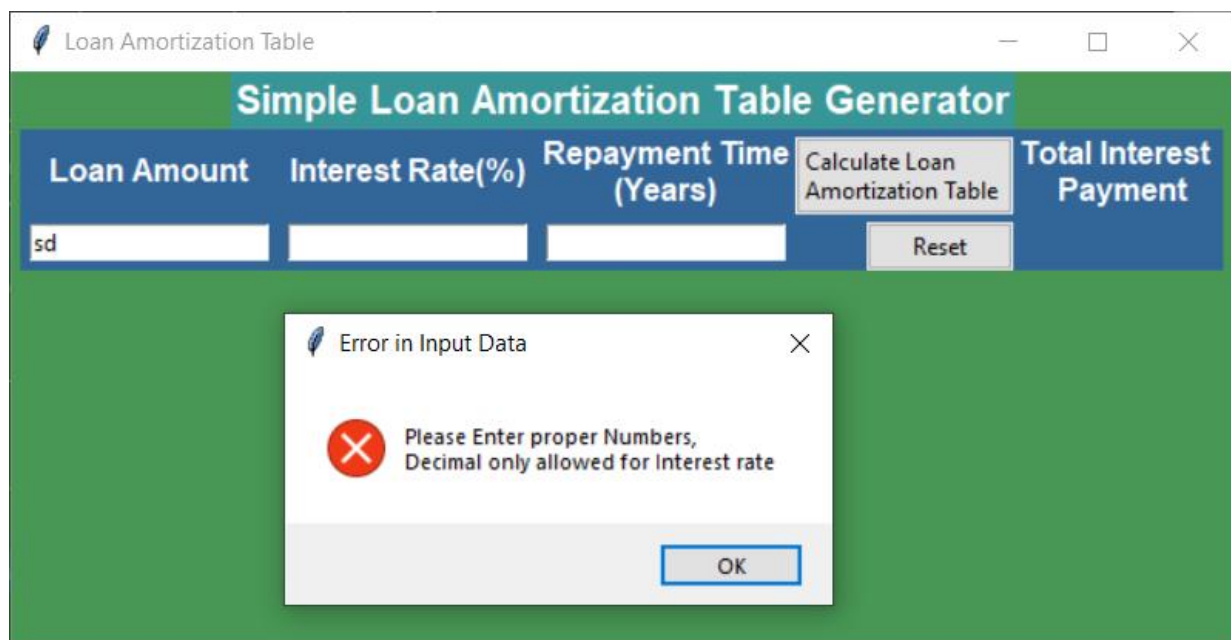 Loan Amortization Table
Simple Loan Amortization Table Generator
Loan Amount
Interest Rate(%)
Repayment Time
(Years)
Calculate Loan
Amortization Table
Total Interest
Payment
sd
Reset
Error in Input Data
Please Enter proper Numbers,
Decimal only allowed for Interest rate
OK